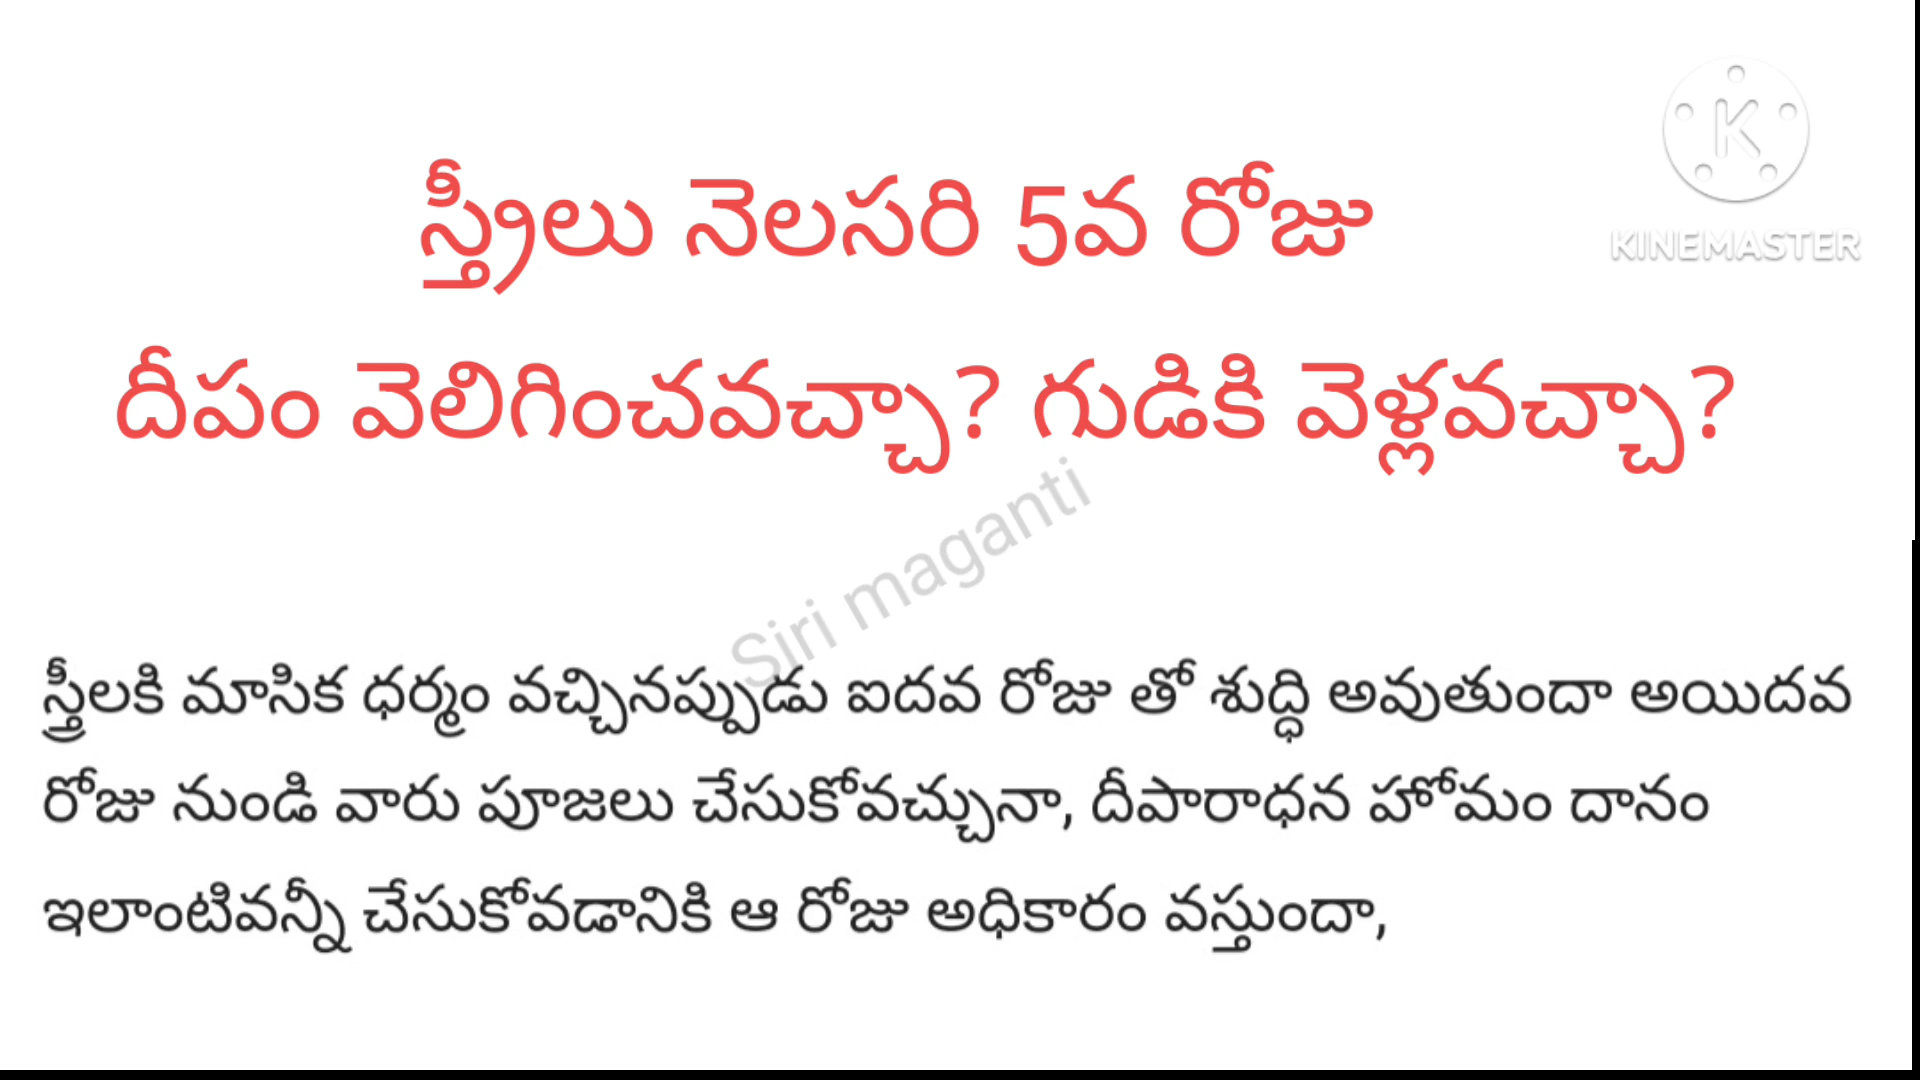 స్త్రీలు నెలసరి 5వ రోజు
KINEMASTER
దీపం వెలిగించవచ్చా? గుడికి వెళ్లవచ్చా?
Siri maganti
స్త్రీలకి మాసిక ధర్మం వచ్చినప్పుడు ఐదవ రోజు తో శుద్ధి అవుతుందా అయిదవ
రోజు నుండి వారు పూజలు చేసుకోవచ్చునా, దీపారాధన హోమం దానం
ఇలాంటివన్నీ చేసుకోవడానికి ఆ రోజు అధికారం వస్తుందా,